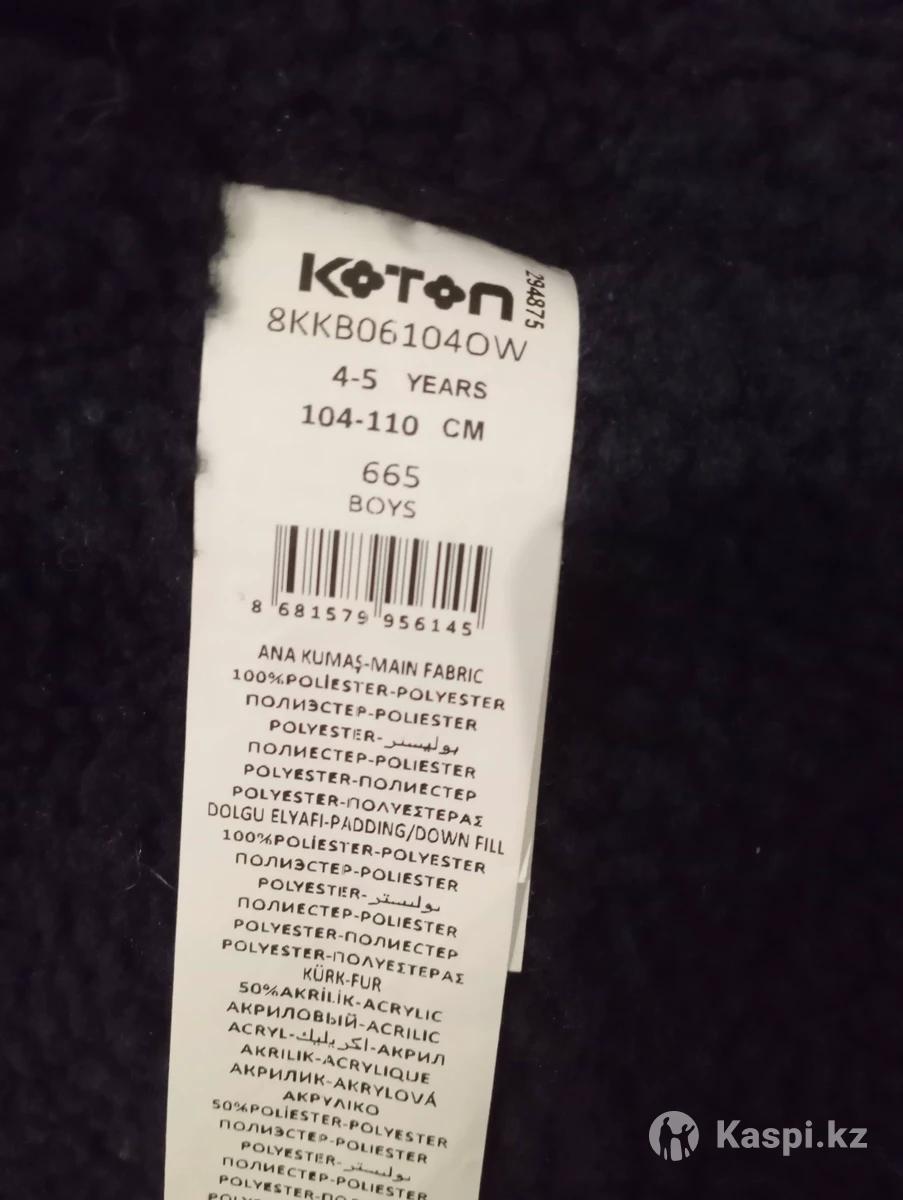 KOTON
294875
8KKB06104OW
4-5 YEARS
104-110 CM
665
BOYS
8 681579 956145
ANA KUMAŞ-MAIN FABRIC
100%POLİESTER-POLYESTER
ПОЛИЭСТЕР-POLIESTER
POLYESTER-بوليستر
ПОЛИЕСТЕР-POLIESTER
POLYESTER-ПОЛИЕСТЕР
POLYESTER-ΠΟΛΥΕΣΤΕΡΑΣ
DOLGU ELYAFI-PADDING/DOWN FILL
100%POLİESTER-POLYESTER
ПОЛИЭСТЕР-POLIESTER
POLYESTER-بوليستر
ПОЛИЕСТЕР-POLIESTER
POLYESTER-ПОЛИЕСТЕР
POLYESTER-ΠΟΛΥΕΣΤΕΡΑΣ
KÜRK-FUR
50%AKRİLİK-ACRYLIC
АКРИЛОВЫЙ-ACRILIC
ACRYL-اكريليك-АКРИЛ
AKRILIK-ACRYLIQUE
АКРИЛИК-AKRYLOVÁ
ΑΚΡΥΛΙΚΟ
50%POLİESTER-POLYESTER
ПОЛИЭСТЕР-POLIESTER
POLYESTER-بوليستر
ПОЛИЕСТЕР-POLIESTER
POLYESTER-ПОЛИЕСТЕР
Kaspi.kz